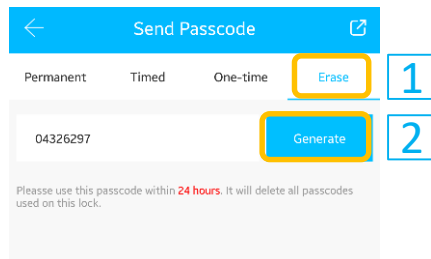 Send Passcode
Permanent Timed One-time Erase 1
04326297 Generate 2
Pleasse use this passcode within 24 hours. It will delete all passcodes
used on this lock.